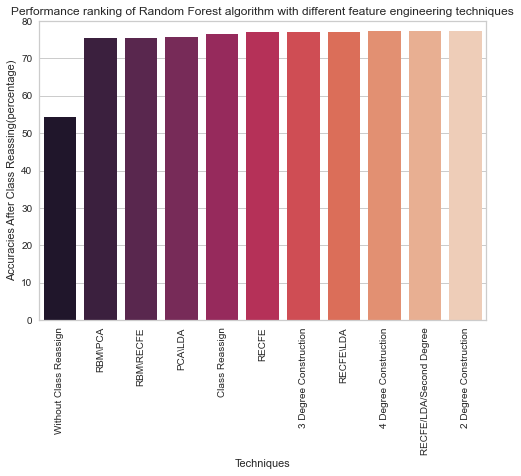 Performance ranking of Random Forest algorithm with different feature engineering techniques
Accuracies After Class Reassing(percentage)
80
70
60
50
40
30
20
10
0
Without Class Reassign
RBM\PCA
RBM\RECFE
PCA\LDA
Class Reassign
RECFE
3 Degree Construction
RECFE\LDA
4 Degree Construction
RECFE/LDA/Second Degree
2 Degree Construction
Techniques